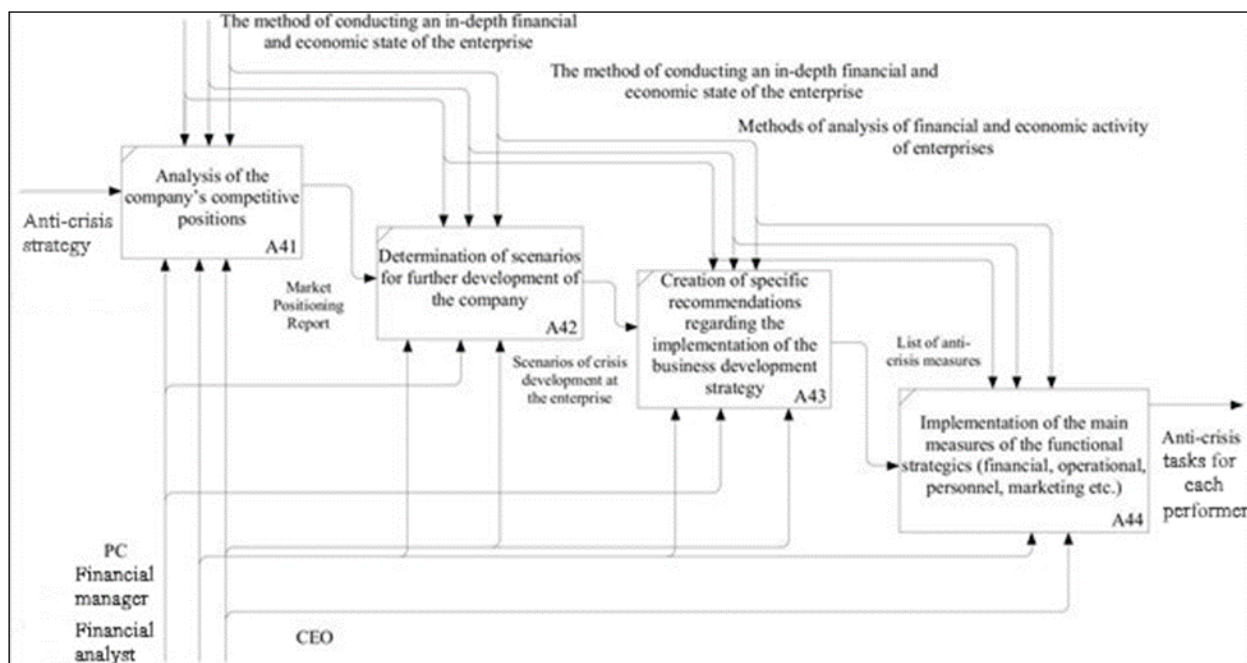 The method of conducting an in-depth financial
and economic state of the enterprise
The method of conducting an in-depth financial and
economic state of the enterprise
Methods of analysis of financial and economic activity
of enterprises
Anti-crisis
strategy
Analysis of the
company's competitive
positions
A41
Market
Positioning
Report
Determination of scenarios
for further development of
the company
A42
Scenarios of crisis
development at
the enterprise
Creation of specific
recommendations
regarding the
implementation of the
business development
strategy
A43
List of anti-
crisis measures
Implementation of the main
measures of the functional
strategics (financial, operational,
personnel, marketing etc.)
A44
Anti-crisis
tasks for
each
performer
PC
Financial
manager
Financial
analyst
CEO